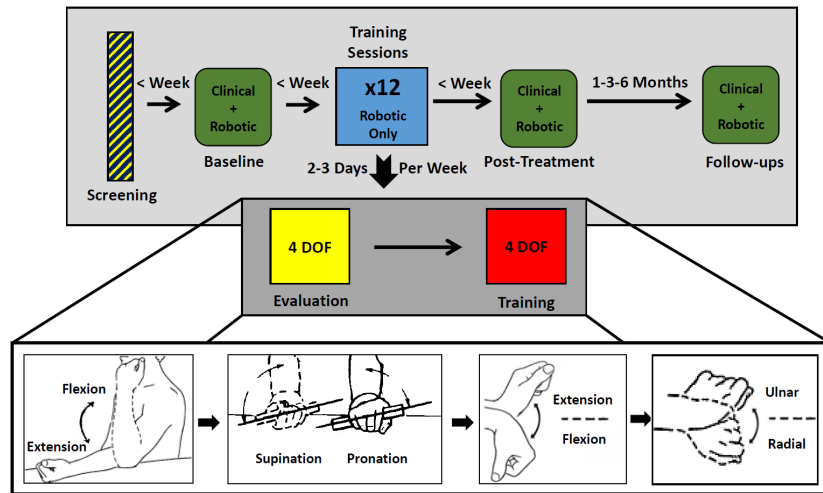 Training
Sessions
< Week
< Week
< Week
1-3-6 Months
Clinical
+
Robotic
x12
Robotic
Only
Clinical
+
Robotic
Clinical
+
Robotic
Baseline
Post-Treatment
Follow-ups
2-3 Days
Per Week
Screening
4 DOF
4 DOF
Evaluation
Training
Flexion
Extension
Supination
Pronation
Extension
Flexion
Ulnar
Radial